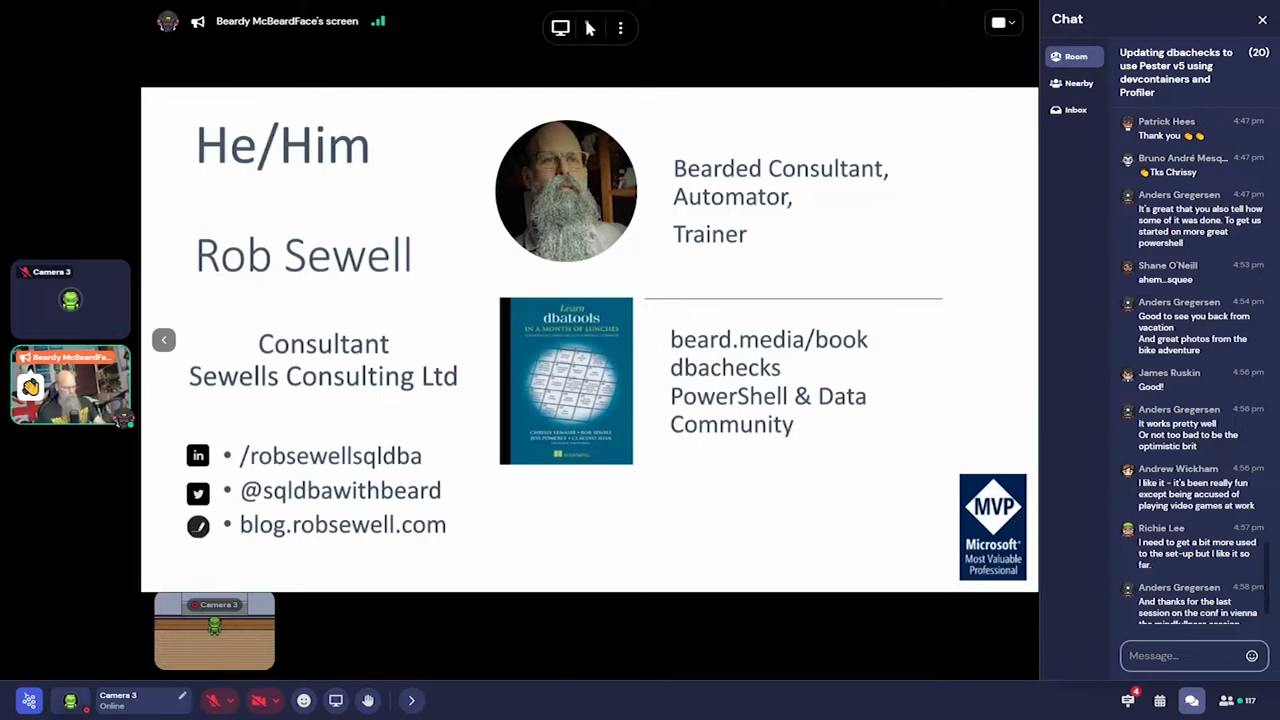 Beardy McBeardFace's screen
He/Him
Rob Sewell
Consultant
Sewells Consulting Ltd
• /robsewellsqldba
• @sqldbawithbeard
• blog.robsewell.com
Bearded Consultant,
Automator,
Trainer
Learn
dbatools
IN A MONTH OF LUNCHES
MANNING
beard.media/book
dbachecks
PowerShell & Data
Community
MVP
Microsoft®
Most Valuable
Professional
Camera 3
Beardy McBeardFa...
Camera 3
Camera 3
Online
Chat
Room
Nearby
Inbox
Updating dbachecks to
use Pester v5 using
devcontainers and
Profiler
(20)
Patrick Hees 4:47 pm
Thank you 👏 👏
Bruno André Mesq... 4:47 pm
👏Tks Chrissy
Anders Gregersen 4:47 pm
It's great that you also tell how
some of it was done. To get us
started on more great
powershell
Shane O`Neill 4:53 pm
ahem...squee
Anders Gregersen 4:54 pm
Good to see you back from
vacation
And great photos from the
bike adventure
James Ruskin 4:56 pm
Good!
Anders Gregersen 4:56 pm
It works pretty well
Or not too bad to be the
optimistic brit
Andrew Wickham 4:56 pm
I like it - it's been really fun
except being accused of
playing video games at work
Richie Lee 4:57 pm
I need to get a bit more used
to the set-up but I like it so
far.
Anders Gregersen 4:58 pm
And thanks for the last
session on the conf in vienna
the mindfullness session
Message...
4
117